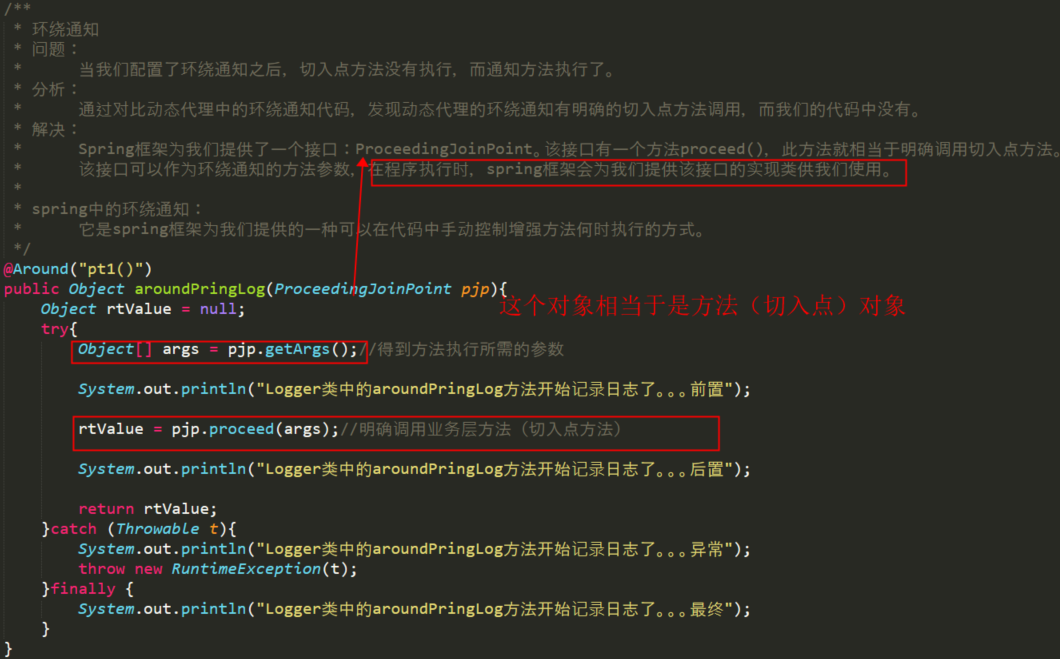 /**
 * 环绕通知
 * 问题：
 *      当我们配置了环绕通知之后，切入点方法没有执行，而通知方法执行了。
 * 分析：
 *      通过对比动态代理中的环绕通知代码，发现动态代理的环绕通知有明确的切入点方法调用，而我们的代码中没有。
 * 解决：
 *      Spring框架为我们提供了一个接口：ProceedingJoinPoint。该接口有一个方法proceed()，此方法就相当于明确调用切入点方法。
 *      该接口可以作为环绕通知的方法参数，在程序执行时，spring框架会为我们提供该接口的实现类供我们使用。
 *
 * spring中的环绕通知：
 *      它是spring框架为我们提供的一种可以在代码中手动控制增强方法何时执行的方式。
 */
@Around("pt1()")
public Object aroundPringLog(ProceedingJoinPoint pjp){
这个对象相当于是方法（切入点）对象
    Object rtValue = null;
    try{
        Object[] args = pjp.getArgs();//得到方法执行所需的参数
        System.out.println("Logger类中的aroundPringLog方法开始记录日志了。。。前置");
        rtValue = pjp.proceed(args);//明确调用业务层方法（切入点方法）
        System.out.println("Logger类中的aroundPringLog方法开始记录日志了。。。后置");
        return rtValue;
    }catch (Throwable t){
        System.out.println("Logger类中的aroundPringLog方法开始记录日志了。。。异常");
        throw new RuntimeException(t);
    }finally {
        System.out.println("Logger类中的aroundPringLog方法开始记录日志了。。。最终");
    }
}